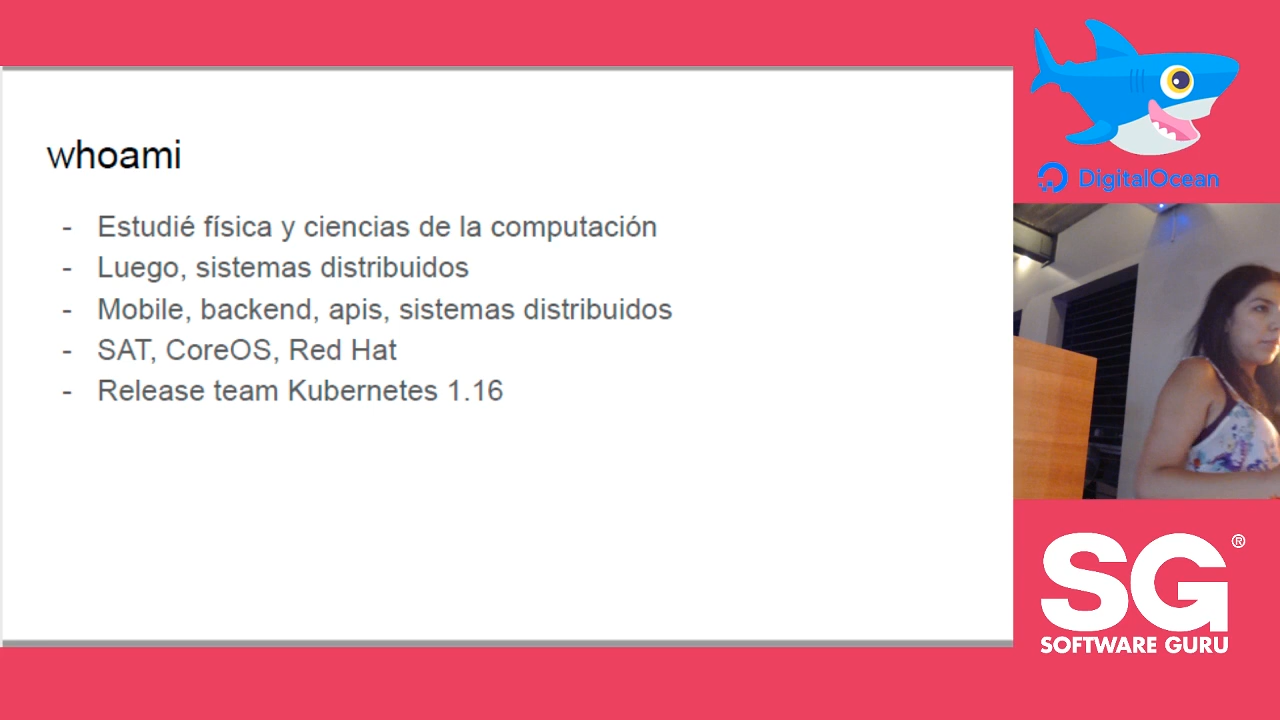 whoami
- Estudié física y ciencias de la computación
- Luego, sistemas distribuidos
- Mobile, backend, apis, sistemas distribuidos
- SAT, CoreOS, Red Hat
- Release team Kubernetes 1.16
DigitalOcean
SG®
SOFTWARE GURU